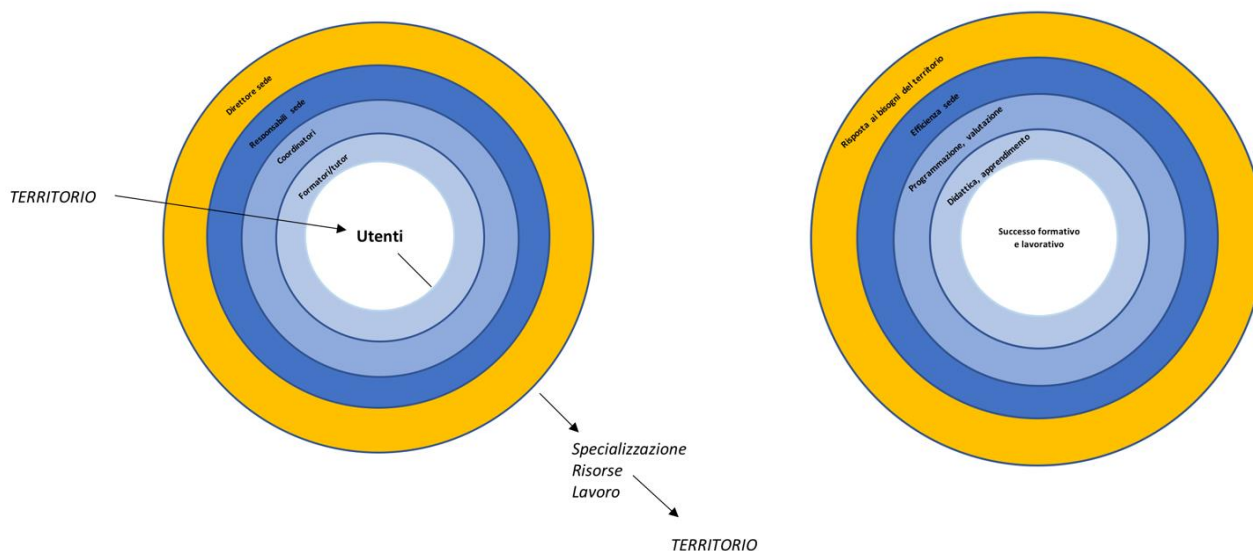 Direttore sede
Responsabili sede
Coordinatori
Formatori/tutor
TERRITORIO
Utenti
Specializzazione
Risorse
Lavoro
TERRITORIO
Risposta ai bisogni del territorio
Efficienza sede
Programmazione, valutazione
Didattica, apprendimento
Successo formativo
e lavorativo